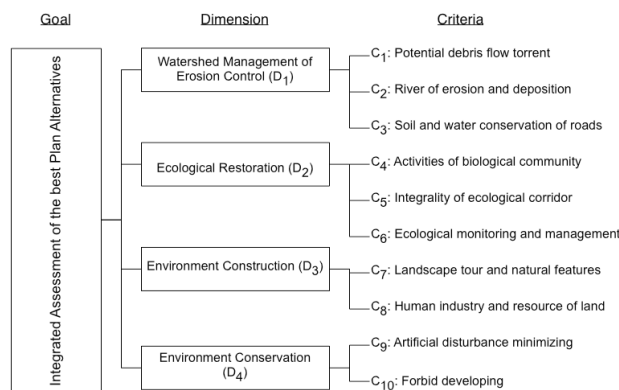 Goal
Dimension
Criteria
Integrated Assessment of the best Plan Alternatives
Watershed Management of
Erosion Control (D1)
Ecological Restoration (D2)
Environment Construction (D3)
Environment Conservation
(D4)
C1: Potential debris flow torrent
C2: River of erosion and deposition
C3: Soil and water conservation of roads
C4: Activities of biological community
C5: Integrality of ecological corridor
C6: Ecological monitoring and management
C7: Landscape tour and natural features
C8: Human industry and resource of land
C9: Artificial disturbance minimizing
C10: Forbid developing